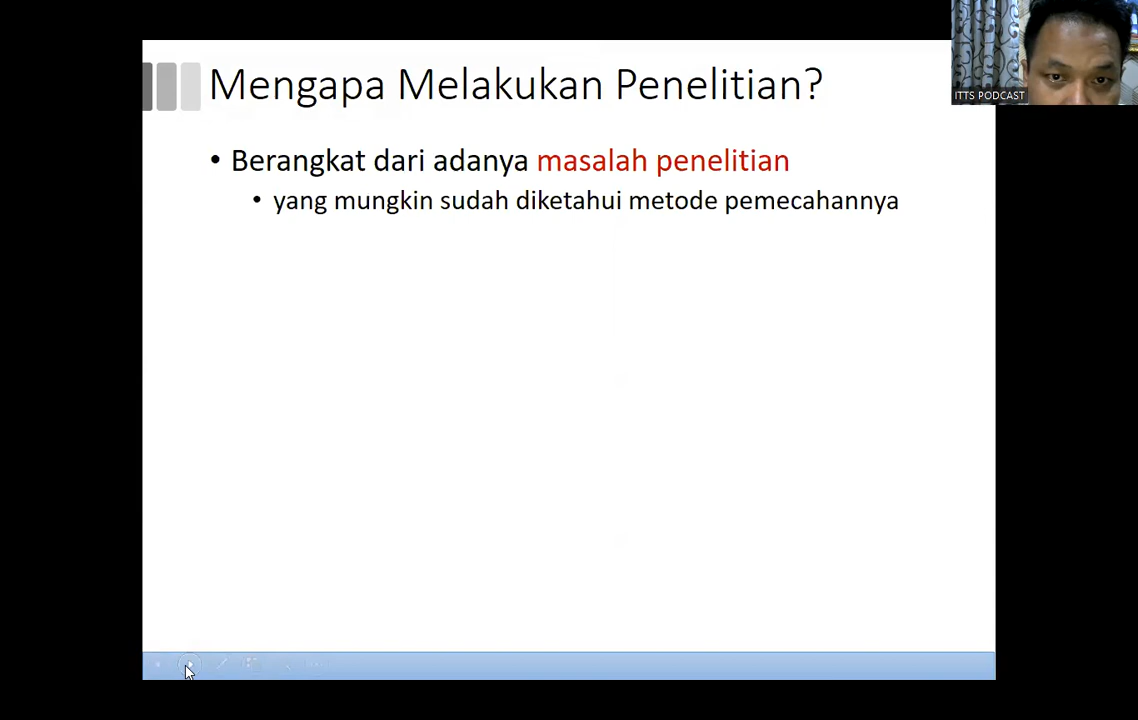 Mengapa Melakukan Penelitian?
• Berangkat dari adanya masalah penelitian
• yang mungkin sudah diketahui metode pemecahannya
ITTS PODCAST